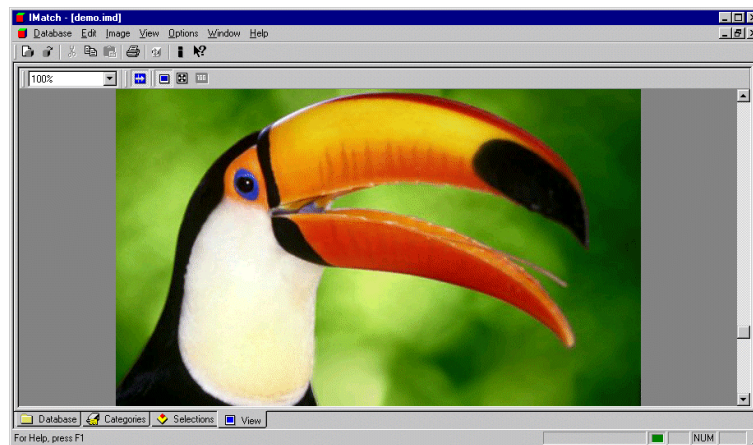 IMatch - [demo.imd]
Database Edit Image View Options Window Help
100%
Database Categories Selections View
For Help, press F1 NUM